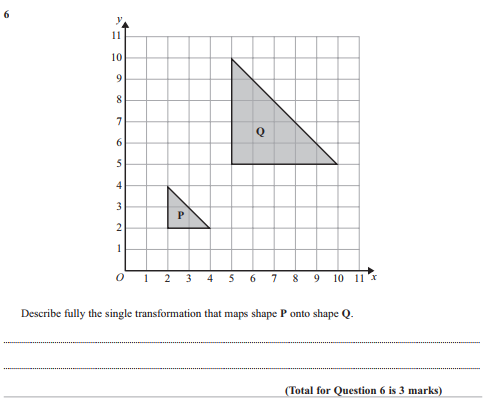 6
y
11
10
9
8
7
6
5
4
3
2
1
Q
P
O 1 2 3 4 5 6 7 8 9 10 11 x
Describe fully the single transformation that maps shape P onto shape Q.
(Total for Question 6 is 3 marks)